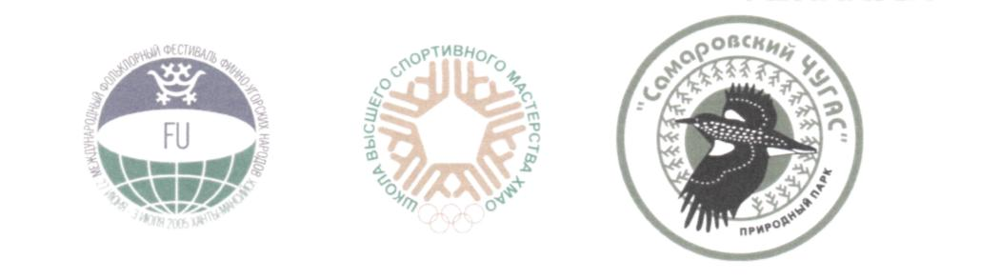 МЕЖДУНАРОДНЫЙ ФОЛЬКЛОРНЫЙ ФЕСТИВАЛЬ ФИННО-УГОРСКИХ НАРОДОВ
FU
27 ИЮНЯ - 3 ИЮЛЯ 2005 ХАНТЫ-МАНСИЙСК
ШКОЛА ВЫСШЕГО СПОРТИВНОГО МАСТЕРСТВА ХМАО
"Самаровский ЧУГАС"
ПРИРОДНЫЙ ПАРК